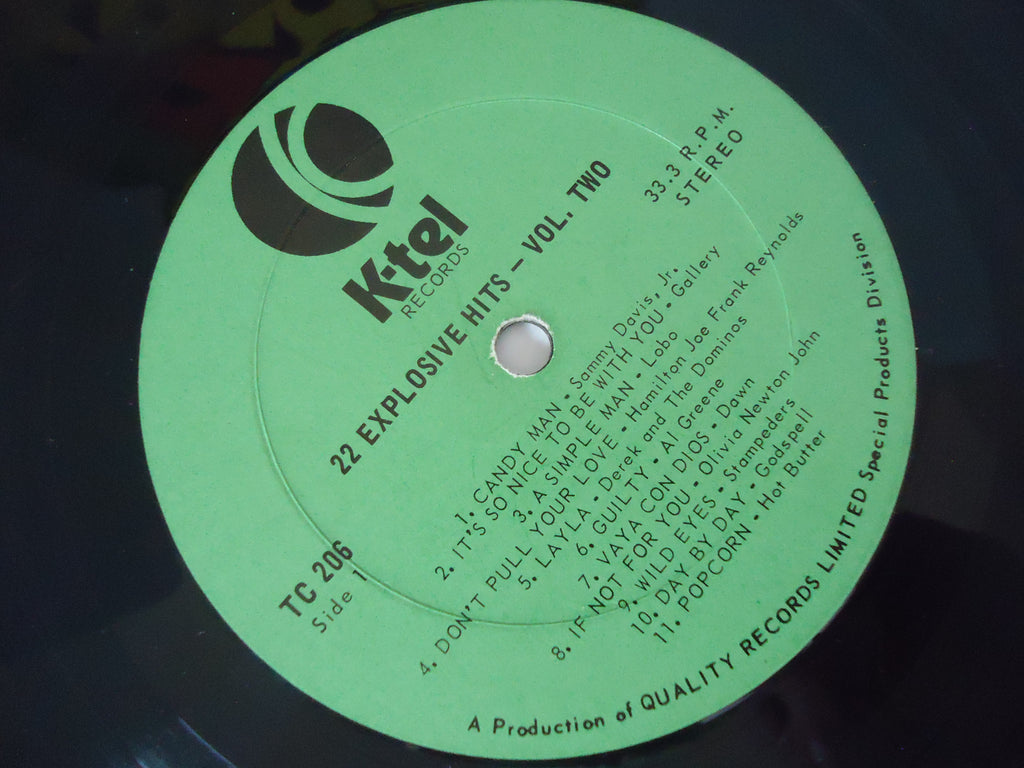 K-tel
RECORDS
22 EXPLOSIVE HITS – VOL. TWO
33.3 R.P.M.
STEREO
TC 206
Side 1
1. CANDY MAN - Sammy Davis, Jr.
2. IT'S SO NICE TO BE WITH YOU - Gallery
3. A SIMPLE MAN - Lobo
4. DON'T PULL YOUR LOVE - Hamilton Joe Frank Reynolds
5. LAYLA - Derek and The Dominos
6. GUILTY - Al Greene
7. VAYA CON DIOS - Dawn
8. IF NOT FOR YOU - Olivia Newton John
9. WILD EYES - Stampeders
10. DAY BY DAY - Godspell
11. POPCORN - Hot Butter
A Production of QUALITY RECORDS LIMITED Special Products Division